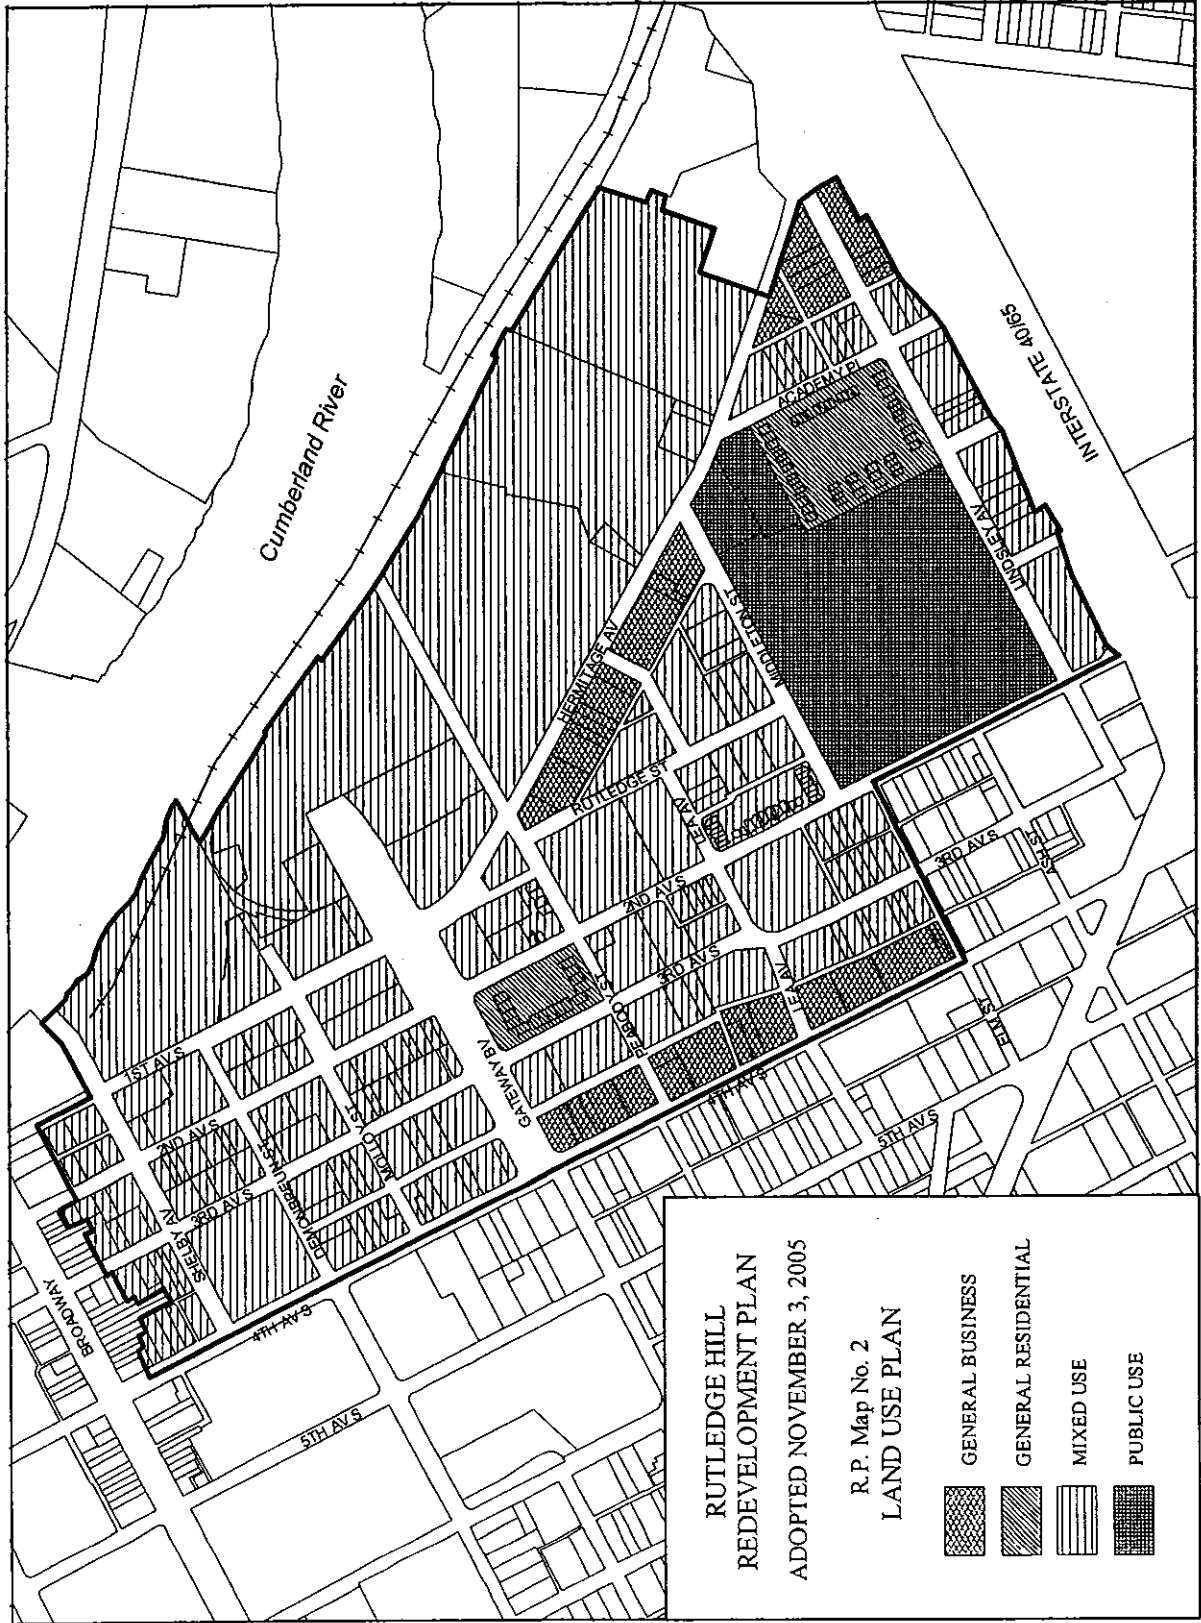 Cumberland River
INTERSTATE 40/65
BROADWAY
SHELBY AV
1ST AV S
2ND AV S
3RD AV S
DEMONBREUN ST
MOLLOY ST
4TH AV S
5TH AV S
GATEWAY BV
HERMITAGE AV
RUTLEDGE ST
PEABODY ST
2ND AV S
3RD AV S
LEA AV
LEA AV
4TH AV S
5TH AV S
MIDDLETON ST
ACADEMY PL
LINDSLEY AV
3RD AV S
ASH ST
ELM ST
RUTLEDGE HILL
REDEVELOPMENT PLAN
ADOPTED NOVEMBER 3, 2005
R.P. Map No. 2
LAND USE PLAN
GENERAL BUSINESS
GENERAL RESIDENTIAL
MIXED USE
PUBLIC USE